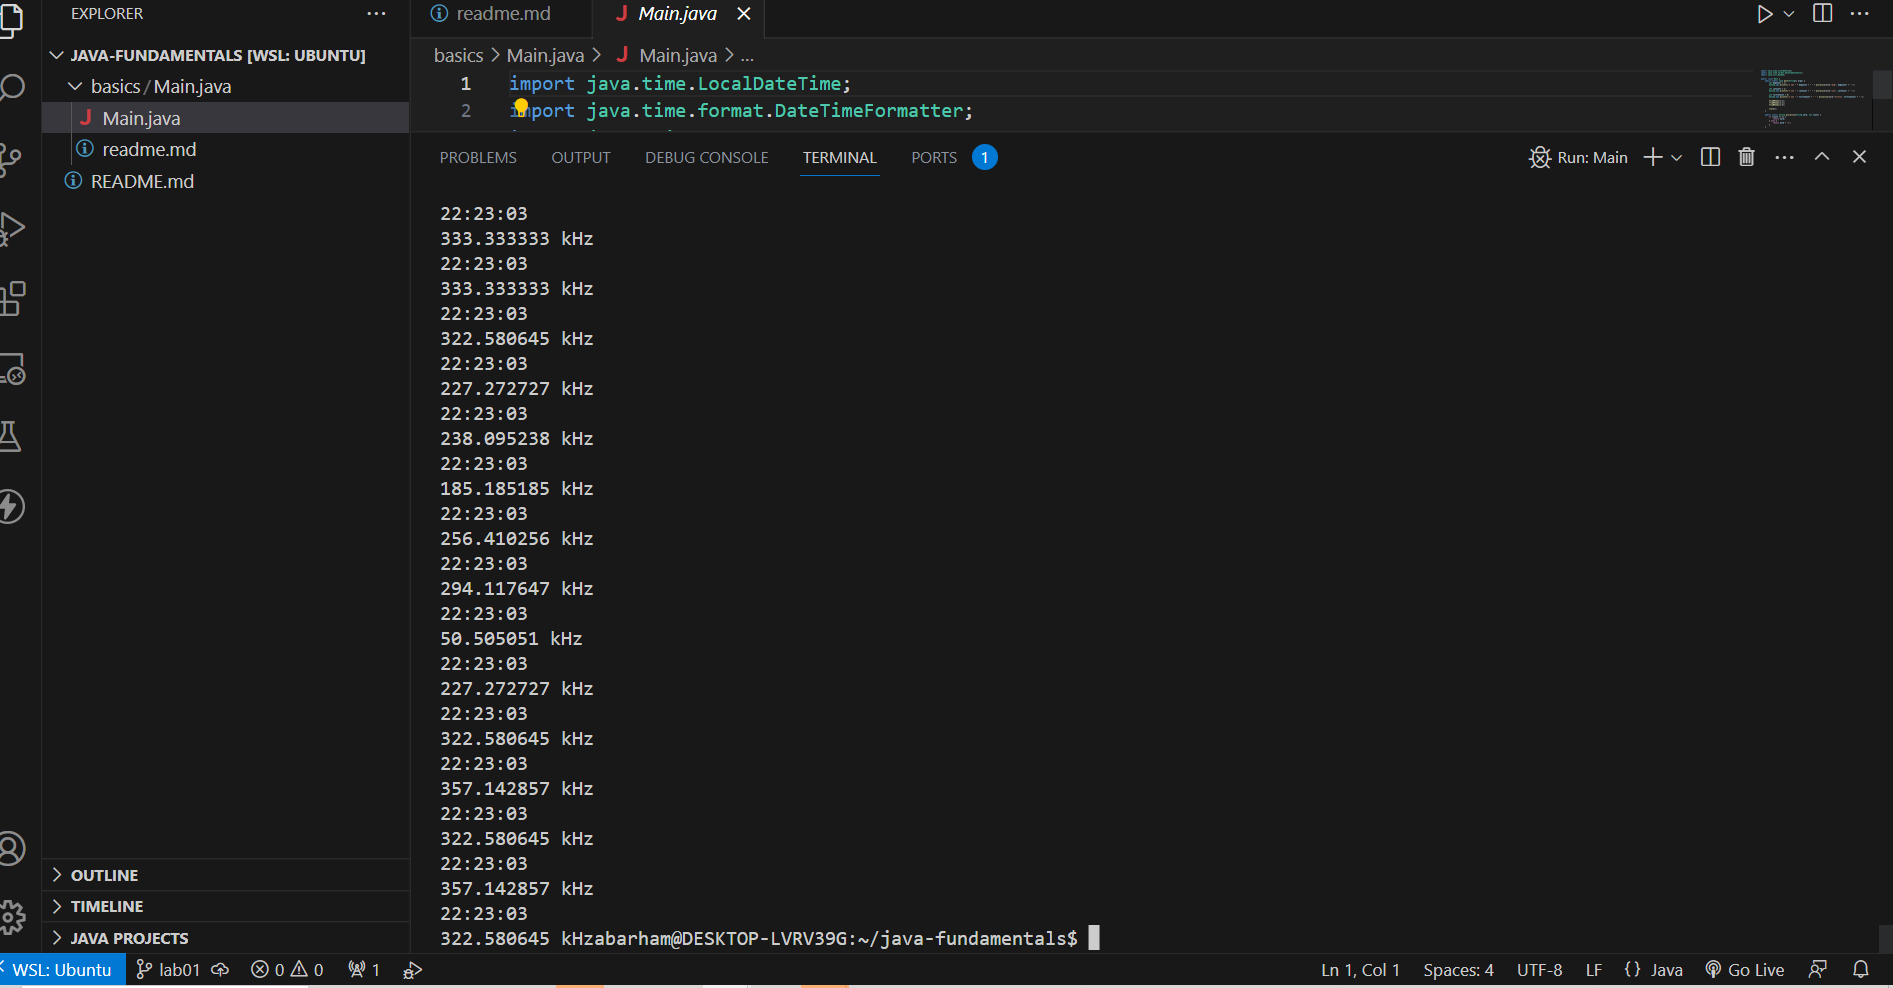 EXPLORER
JAVA-FUNDAMENTALS [WSL: UBUNTU]
basics / Main.java
J Main.java
readme.md
README.md
OUTLINE
TIMELINE
JAVA PROJECTS
readme.md
J Main.java
basics > Main.java > J Main.java > ...
1 import java.time.LocalDateTime;
2 import java.time.format.DateTimeFormatter;
PROBLEMS OUTPUT DEBUG CONSOLE TERMINAL PORTS 1
Run: Main
22:23:03
333.333333 kHz
22:23:03
333.333333 kHz
22:23:03
322.580645 kHz
22:23:03
227.272727 kHz
22:23:03
238.095238 kHz
22:23:03
185.185185 kHz
22:23:03
256.410256 kHz
22:23:03
294.117647 kHz
22:23:03
50.505051 kHz
22:23:03
227.272727 kHz
22:23:03
322.580645 kHz
22:23:03
357.142857 kHz
22:23:03
322.580645 kHz
22:23:03
357.142857 kHz
22:23:03
322.580645 kHzabarham@DESKTOP-LVRV39G:~/java-fundamentals$
WSL: Ubuntu lab01 0 0 1 Ln 1, Col 1 Spaces: 4 UTF-8 LF {} Java Go Live